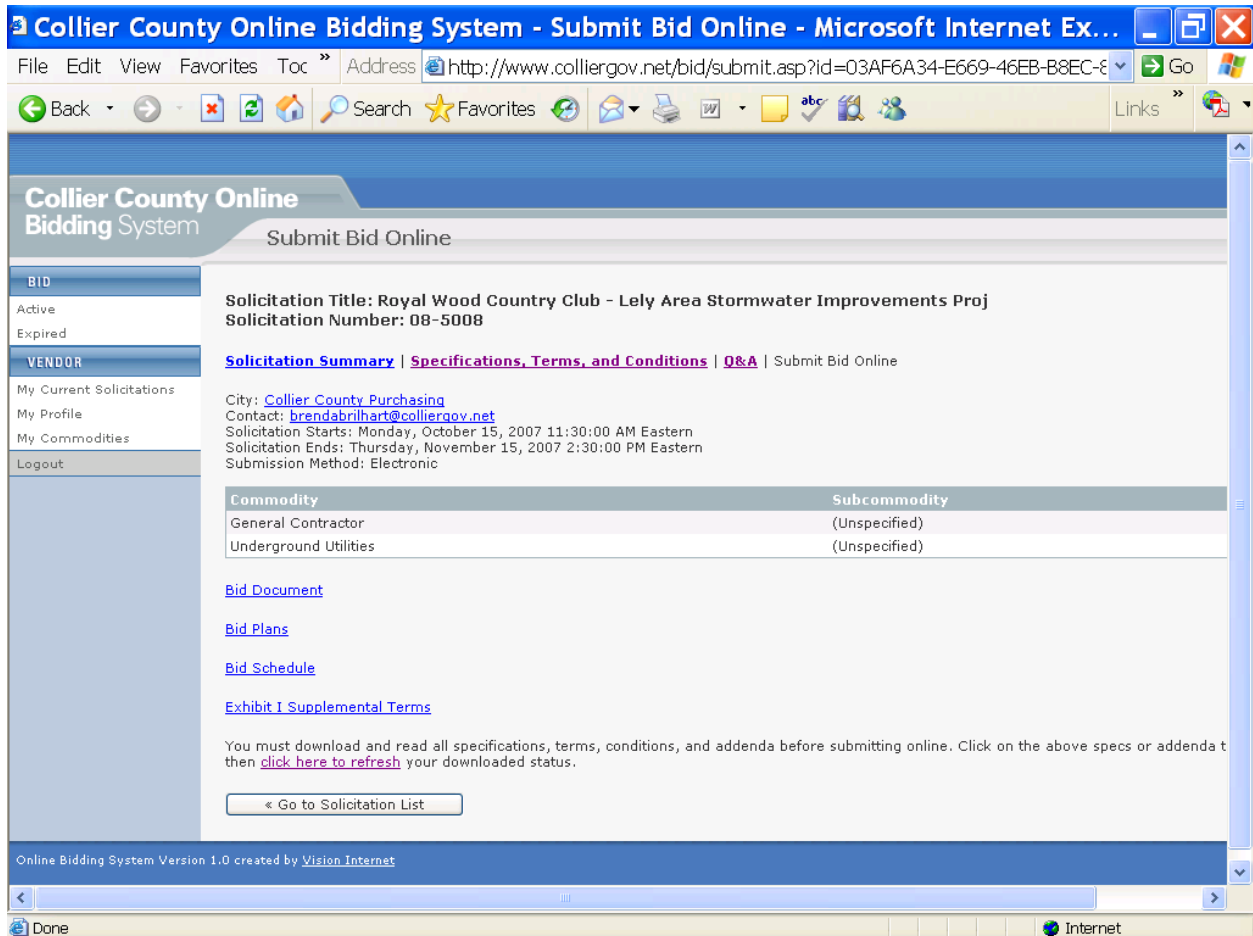 Collier County Online Bidding System - Submit Bid Online - Microsoft Internet Ex...
File Edit View Favorites Toc » Address http://www.colliergov.net/bid/submit.asp?id=03AF6A34-E669-46EB-B8EC-8 Go
Back Search Favorites Links »
Collier County Online
Bidding System
Submit Bid Online
BID
Active
Expired
VENDOR
My Current Solicitations
My Profile
My Commodities
Logout
Solicitation Title: Royal Wood Country Club - Lely Area Stormwater Improvements Proj
Solicitation Number: 08-5008
Solicitation Summary | Specifications, Terms, and Conditions | Q&A | Submit Bid Online
City: Collier County Purchasing
Contact: brendabrilhart@colliergov.net
Solicitation Starts: Monday, October 15, 2007 11:30:00 AM Eastern
Solicitation Ends: Thursday, November 15, 2007 2:30:00 PM Eastern
Submission Method: Electronic
Commodity Subcommodity
General Contractor (Unspecified)
Underground Utilities (Unspecified)
Bid Document
Bid Plans
Bid Schedule
Exhibit I Supplemental Terms
You must download and read all specifications, terms, conditions, and addenda before submitting online. Click on the above specs or addenda t
then click here to refresh your downloaded status.
« Go to Solicitation List
Online Bidding System Version 1.0 created by Vision Internet
Done Internet